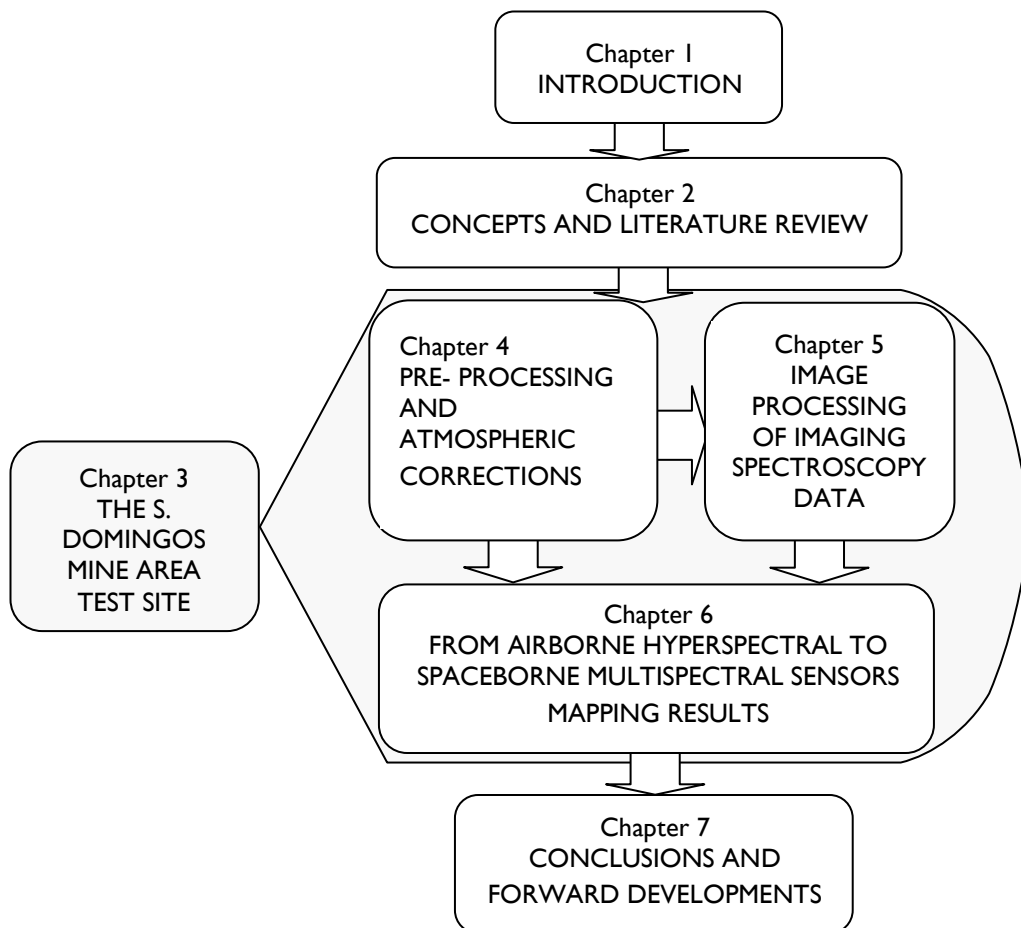 Chapter 1
INTRODUCTION
Chapter 2
CONCEPTS AND LITERATURE REVIEW
Chapter 3
THE S.
DOMINGOS
MINE AREA
TEST SITE
Chapter 4
PRE- PROCESSING
AND
ATMOSPHERIC
CORRECTIONS
Chapter 5
IMAGE
PROCESSING
OF IMAGING
SPECTROSCOPY
DATA
Chapter 6
FROM AIRBORNE HYPERSPECTRAL TO
SPACEBORNE MULTISPECTRAL SENSORS
MAPPING RESULTS
Chapter 7
CONCLUSIONS AND
FORWARD DEVELOPMENTS